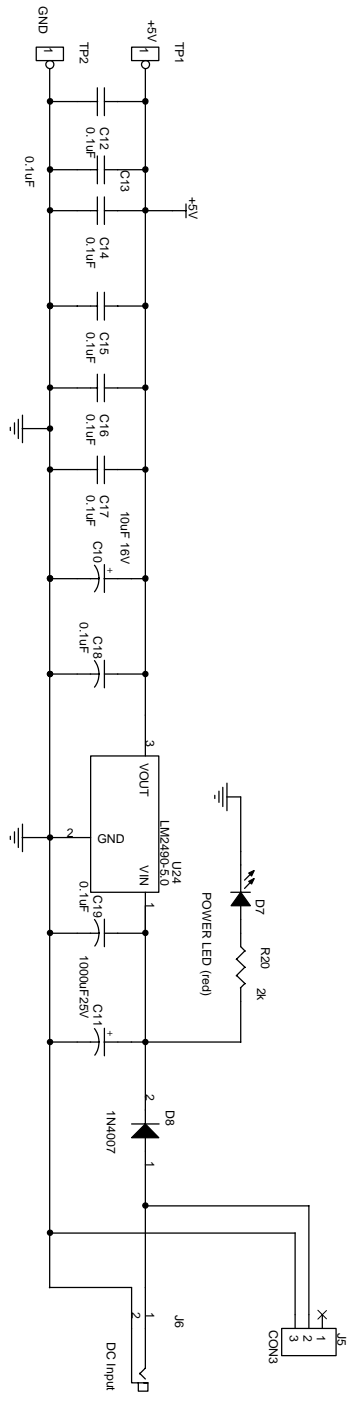 GND
1
TP2
+5V
1
TP1
C12
0.1uF
C13
0.1uF
C14
0.1uF
+5V
C15
0.1uF
C16
0.1uF
C17
0.1uF
10uF 16V
C10
+
C18
0.1uF
3
VOUT
2
GND
VIN
1
U24
LM2490-5.0
C19
0.1uF
1000uF25V
C11
+
D7
POWER LED (red)
R20
2k
2
D8
1N4007
1
J5
1
2
3
CON3
J6
1
2
DC Input